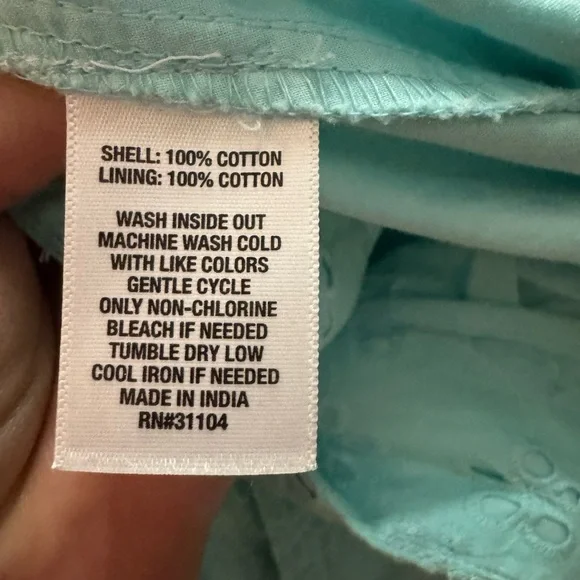 SHELL: 100% COTTON
LINING: 100% COTTON
WASH INSIDE OUT
MACHINE WASH COLD
WITH LIKE COLORS
GENTLE CYCLE
ONLY NON-CHLORINE
BLEACH IF NEEDED
TUMBLE DRY LOW
COOL IRON IF NEEDED
MADE IN INDIA
RN#31104